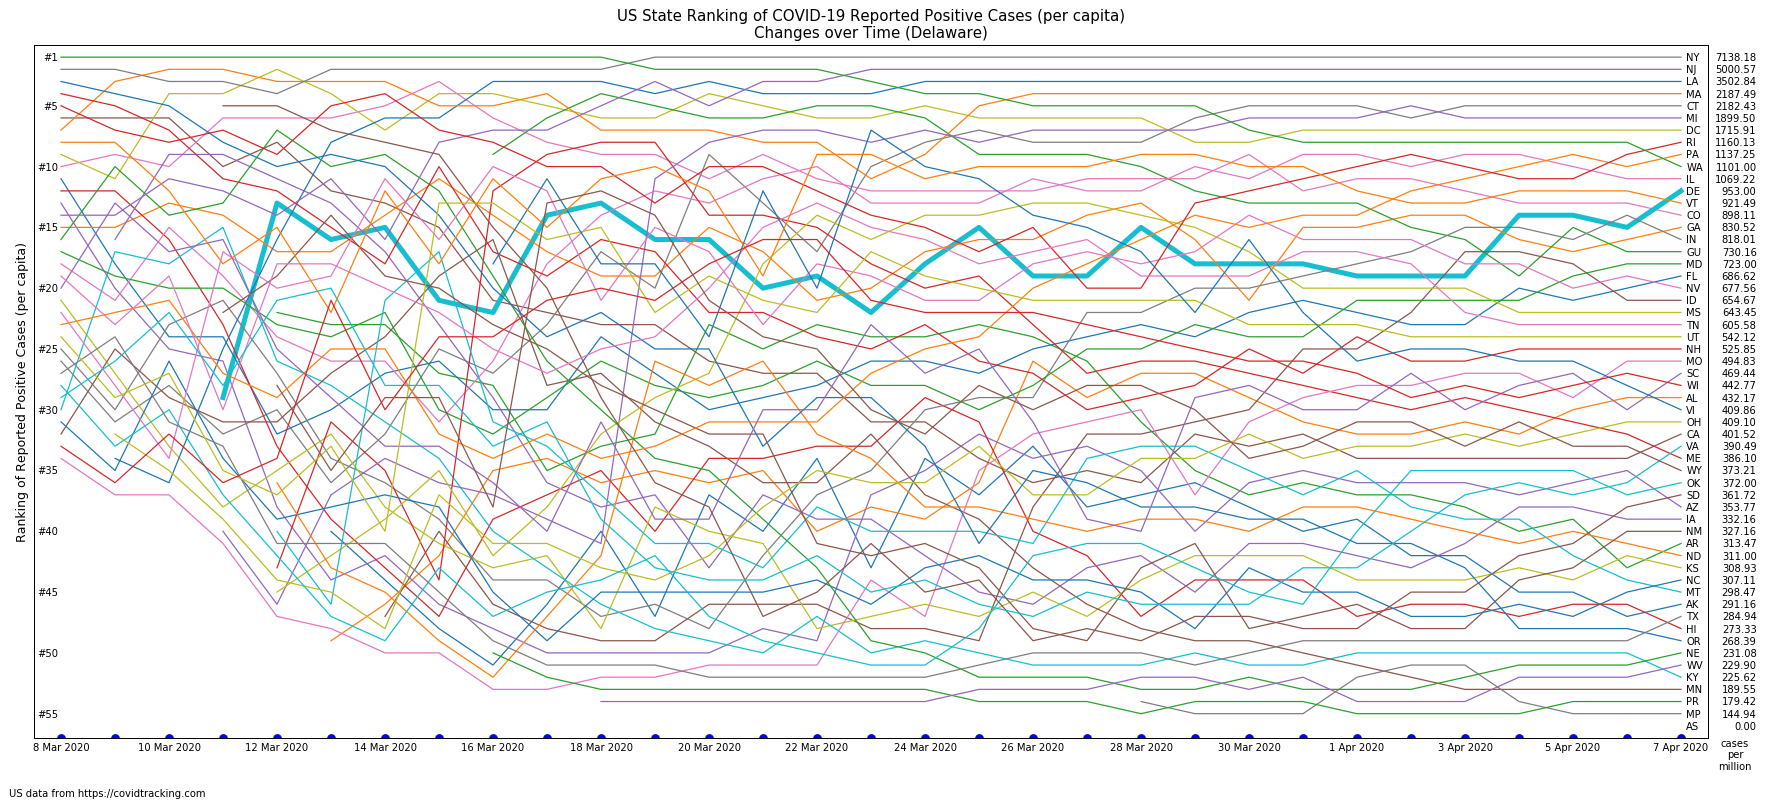 US State Ranking of COVID-19 Reported Positive Cases (per capita)
Changes over Time (Delaware)
Ranking of Reported Positive Cases (per capita)
#1
#5
#10
#15
#20
#25
#30
#35
#40
#45
#50
#55
NY 7138.18
NJ 5000.57
LA 3502.84
MA 2187.49
CT 2182.43
MI 1899.50
DC 1715.91
RI 1160.13
PA 1137.25
WA 1101.00
IL 1069.22
DE 953.00
VT 921.49
CO 898.11
GA 830.52
IN 818.01
GU 730.16
MD 723.00
FL 686.62
NV 677.56
ID 654.67
MS 643.45
TN 605.58
UT 542.12
NH 525.85
MO 494.83
SC 469.44
WI 442.77
AL 432.17
VI 409.86
OH 409.10
CA 401.52
VA 390.49
ME 386.10
WY 373.21
OK 372.00
SD 361.72
AZ 353.77
IA 332.16
NM 327.16
AR 313.47
ND 311.00
KS 308.93
NC 307.11
MT 298.47
AK 291.16
TX 284.94
HI 273.33
OR 268.39
NE 231.08
WV 229.90
KY 225.62
MN 189.55
PR 179.42
MP 144.94
AS 0.00
8 Mar 2020 10 Mar 2020 12 Mar 2020 14 Mar 2020 16 Mar 2020 18 Mar 2020 20 Mar 2020 22 Mar 2020 24 Mar 2020 26 Mar 2020 28 Mar 2020 30 Mar 2020 1 Apr 2020 3 Apr 2020 5 Apr 2020 7 Apr 2020
cases
per
million
US data from https://covidtracking.com